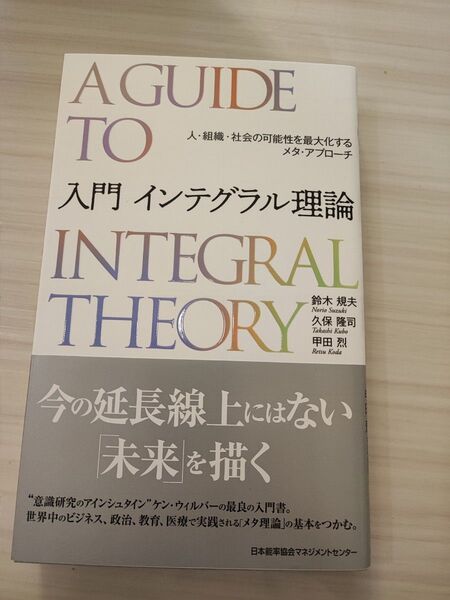 A GUIDE
TO
人・組織・社会の可能性を最大化する
メタ・アプローチ
入門 インテグラル理論
INTEGRAL
THEORY
鈴木 規夫
Norio Suzuki
久保 隆司
Takashi Kubo
甲田 烈
Retsu Koda
今の延長線上にはない
「未来」を描く
“意識研究のアインシュタイン”ケン・ウィルバーの最良の入門書。
世界中のビジネス、政治、教育、医療で実践される「メタ理論」の基本をつかむ。
日本能率協会マネジメントセンター